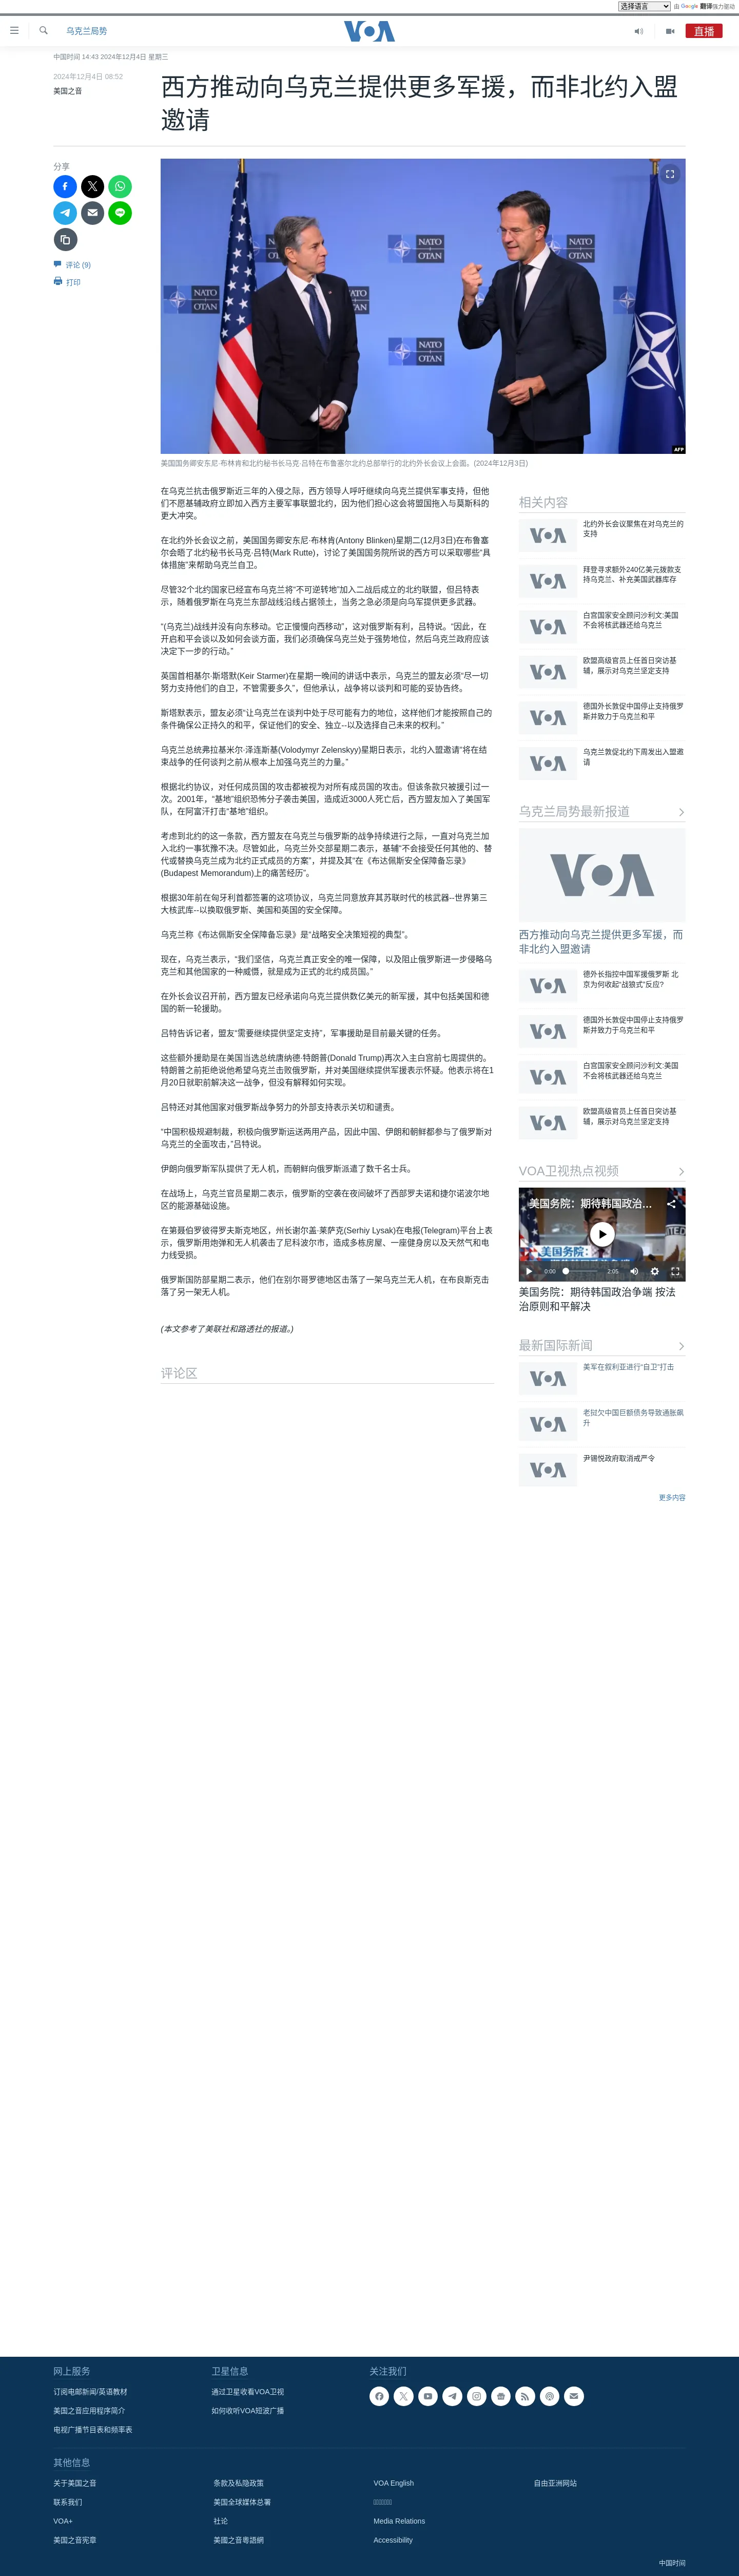 选择语言 由 Google 翻译强力驱动
乌克兰局势
VOA
直播
中国时间 14:43 2024年12月4日 星期三
2024年12月4日 08:52
美国之音
西方推动向乌克兰提供更多军援，而非北约入盟
邀请
分享
评论 (9)
打印
NATO
OTAN
AFP
美国国务卿安东尼·布林肯和北约秘书长马克·吕特在布鲁塞尔北约总部举行的北约外长会议上会面。(2024年12月3日)
在乌克兰抗击俄罗斯近三年的入侵之际，西方领导人呼吁继续向乌克兰提供军事支持，但他
们不愿基辅政府立即加入西方主要军事联盟北约，因为他们担心这会将盟国拖入与莫斯科的
更大冲突。
在北约外长会议之前，美国国务卿安东尼·布林肯(Antony Blinken)星期二(12月3日)在布鲁塞
尔会晤了北约秘书长马克·吕特(Mark Rutte)，讨论了美国国务院所说的西方可以采取哪些“具
体措施”来帮助乌克兰自卫。
尽管32个北约国家已经宣布乌克兰将“不可逆转地”加入二战后成立的北约联盟，但吕特表
示，随着俄罗斯在乌克兰东部战线沿线占据领土，当务之急必须是向乌军提供更多武器。
“(乌克兰)战线并没有向东移动。它正慢慢向西移动”，这对俄罗斯有利，吕特说。“因此，在
开启和平会谈以及如何会谈方面，我们必须确保乌克兰处于强势地位，然后乌克兰政府应该
决定下一步的行动。”
英国首相基尔·斯塔默(Keir Starmer)在星期一晚间的讲话中表示，乌克兰的盟友必须“尽一切
努力支持他们的自卫，不管需要多久”，但他承认，战争将以谈判和可能的妥协告终。
斯塔默表示，盟友必须“让乌克兰在谈判中处于尽可能有力的地位，这样他们才能按照自己的
条件确保公正持久的和平，保证他们的安全、独立--以及选择自己未来的权利。”
乌克兰总统弗拉基米尔·泽连斯基(Volodymyr Zelenskyy)星期日表示，北约入盟邀请“将在结
束战争的任何谈判之前从根本上加强乌克兰的力量。”
根据北约协议，对任何成员国的攻击都被视为对所有成员国的攻击。但该条款只被援引过一
次。2001年，“基地”组织恐怖分子袭击美国，造成近3000人死亡后，西方盟友加入了美国军
队，在阿富汗打击“基地”组织。
考虑到北约的这一条款，西方盟友在乌克兰与俄罗斯的战争持续进行之际，一直对乌克兰加
入北约一事犹豫不决。尽管如此，乌克兰外交部星期二表示，基辅“不会接受任何其他的、替
代或替换乌克兰成为北约正式成员的方案”，并提及其“在《布达佩斯安全保障备忘录》
(Budapest Memorandum)上的痛苦经历”。
根据30年前在匈牙利首都签署的这项协议，乌克兰同意放弃其苏联时代的核武器--世界第三
大核武库--以换取俄罗斯、美国和英国的安全保障。
乌克兰称《布达佩斯安全保障备忘录》是“战略安全决策短视的典型”。
现在，乌克兰表示，“我们坚信，乌克兰真正安全的唯一保障，以及阻止俄罗斯进一步侵略乌
克兰和其他国家的一种威慑，就是成为正式的北约成员国。”
在外长会议召开前，西方盟友已经承诺向乌克兰提供数亿美元的新军援，其中包括美国和德
国的新一轮援助。
吕特告诉记者，盟友“需要继续提供坚定支持”，军事援助是目前最关键的任务。
这些额外援助是在美国当选总统唐纳德·特朗普(Donald Trump)再次入主白宫前七周提供的。
特朗普之前拒绝说他希望乌克兰击败俄罗斯，并对美国继续提供军援表示怀疑。他表示将在1
月20日就职前解决这一战争，但没有解释如何实现。
吕特还对其他国家对俄罗斯战争努力的外部支持表示关切和谴责。
“中国积极规避制裁，积极向俄罗斯运送两用产品，因此中国、伊朗和朝鲜都参与了俄罗斯对
乌克兰的全面攻击，”吕特说。
伊朗向俄罗斯军队提供了无人机，而朝鲜向俄罗斯派遣了数千名士兵。
在战场上，乌克兰官员星期二表示，俄罗斯的空袭在夜间破坏了西部罗夫诺和捷尔诺波尔地
区的能源基础设施。
在第聂伯罗彼得罗夫斯克地区，州长谢尔盖·莱萨克(Serhiy Lysak)在电报(Telegram)平台上表
示，俄罗斯用炮弹和无人机袭击了尼科波尔市，造成多栋房屋、一座健身房以及天然气和电
力线受损。
俄罗斯国防部星期二表示，他们在别尔哥罗德地区击落了一架乌克兰无人机，在布良斯克击
落了另一架无人机。
(本文参考了美联社和路透社的报道。)
评论区
相关内容
北约外长会议聚焦在对乌克兰的
支持
拜登寻求额外240亿美元拨款支
持乌克兰、补充美国武器库存
白宫国家安全顾问沙利文:美国
不会将核武器还给乌克兰
欧盟高级官员上任首日突访基
辅，展示对乌克兰坚定支持
德国外长敦促中国停止支持俄罗
斯并致力于乌克兰和平
乌克兰敦促北约下周发出入盟邀
请
乌克兰局势最新报道
VOA
西方推动向乌克兰提供更多军援，而
非北约入盟邀请
德外长指控中国军援俄罗斯 北
京为何收起“战狼式”反应?
德国外长敦促中国停止支持俄罗
斯并致力于乌克兰和平
白宫国家安全顾问沙利文:美国
不会将核武器还给乌克兰
欧盟高级官员上任首日突访基
辅，展示对乌克兰坚定支持
VOA卫视热点视频
美国务院：期待韩国政治...
美国务院：
0:00 2:05
美国务院：期待韩国政治争端 按法
治原则和平解决
最新国际新闻
美军在叙利亚进行“自卫”打击
老挝欠中国巨额债务导致通胀飙
升
尹锡悦政府取消戒严令
更多内容
网上服务
订阅电邮新闻/英语教材
美国之音应用程序简介
电视广播节目表和频率表
卫星信息
通过卫星收看VOA卫视
如何收听VOA短波广播
关注我们
其他信息
关于美国之音
条款及私隐政策
VOA English
自由亚洲网站
联系我们
美国全球媒体总署
VOA+
社论
Media Relations
美国之音宪章
美國之音粵語網
Accessibility
中国时间